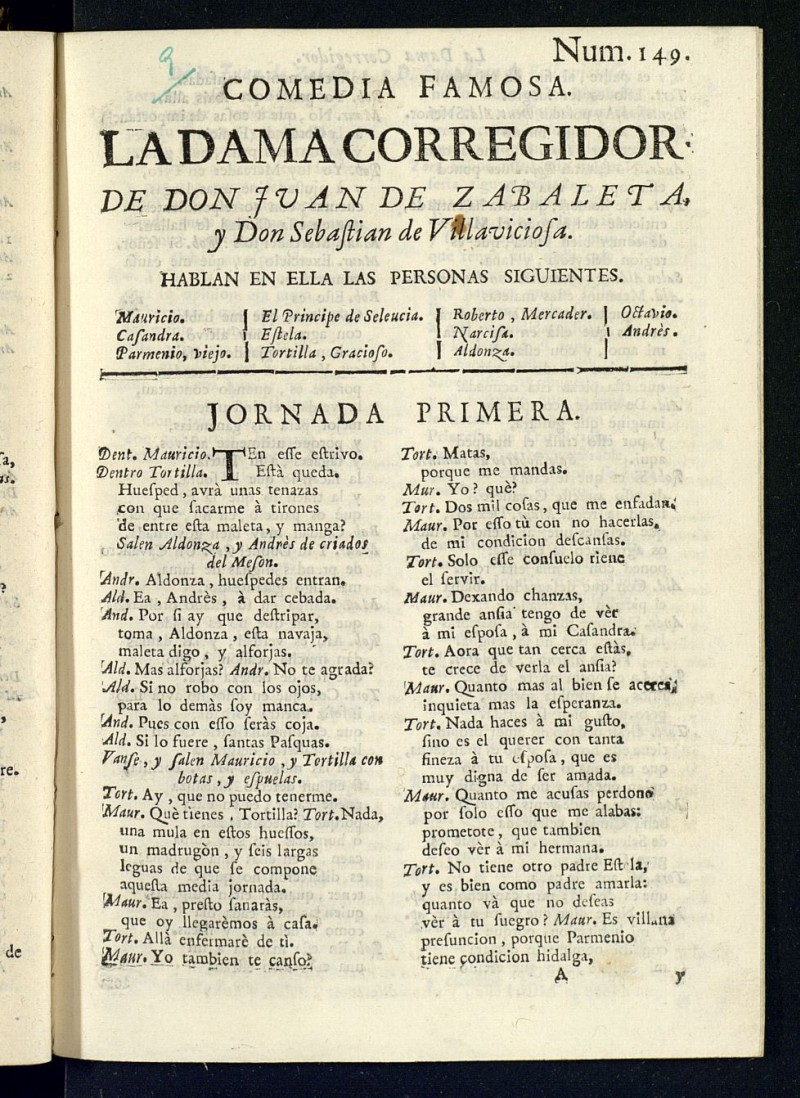 9
Num. 149.
COMEDIA FAMOSA.
LA DAMA CORREGIDOR.
DE DON JVAN DE ZABALETA,
y Don Sebaſtian de Villavicioſa.
HABLAN EN ELLA LAS PERSONAS SIGUIENTES.
Mauricio.
Caſandra.
Parmenio, viejo.
El Principe de Seleucia.
Eſtela.
Tortilla, Gracioſo.
Roberto, Mercader.
Narciſa.
Aldonza.
Octavio.
Andrès.
JORNADA PRIMERA.
Dent. Mauricio. TEn eſſe eſtrivo.
Dentro Tortilla. Eſtà queda.
Hueſped, avrà unas tenazas
con que ſacarme à tirones
de entre eſta maleta, y manga?
Salen Aldonza, y Andrès de criados
del Meſon.
Andr. Aldonza, hueſpedes entran.
Ald. Ea, Andrès, à dar cebada.
And. Por ſi ay que deſtripar,
toma, Aldonza, eſta navaja,
maleta digo, y alforjas.
Ald. Mas alforjas? Andr. No te agrada?
Ald. Si no robo con los ojos,
para lo demàs ſoy manca.
And. Pues con eſſo ſeràs coja.
Ald. Si lo fuere, ſantas Paſquas.
Vanſe, y ſalen Mauricio, y Tortilla con
botas, y eſpuelas.
Tort. Ay, que no puedo tenerme.
Maur. Què tienes, Tortilla? Tort. Nada,
una mula en eſtos hueſſos,
un madrugòn, y ſeis largas
leguas de que ſe compone
aqueſta media jornada.
Maur. Ea, preſto ſanaràs,
que oy llegarèmos à caſa.
Tort. Allà enfermarè de tì.
Maur. Yo tambien te canſo?
Tort. Matas,
porque me mandas.
Mur. Yo? què?
Tort. Dos mil coſas, que me enfadan.
Maur. Por eſſo tù con no hacerlas,
de mi condicion deſcanſas.
Tort. Solo eſſe conſuelo tiene
el ſervir.
Maur. Dexando chanzas,
grande anſia tengo de vèr
à mi eſpoſa, à mi Caſandra.
Tort. Aora que tan cerca eſtàs,
te crece de verla el anſia?
Maur. Quanto mas al bien ſe acerca,
inquieta mas la eſperanza.
Tort. Nada haces à mi guſto,
ſino es el querer con tanta
fineza à tu eſpoſa, que es
muy digna de ſer amada.
Maur. Quanto me acuſas perdono
por ſolo eſſo que me alabas:
prometote, que tambien
deſeo vèr à mi hermana.
Tort. No tiene otro padre Eſt la,
y es bien como padre amarla:
quanto và que no deſeas
vèr à tu ſuegro? Maur. Es villana
preſuncion, porque Parmenio
tiene condicion hidalga,
A
y
ſa,
?
re.
de